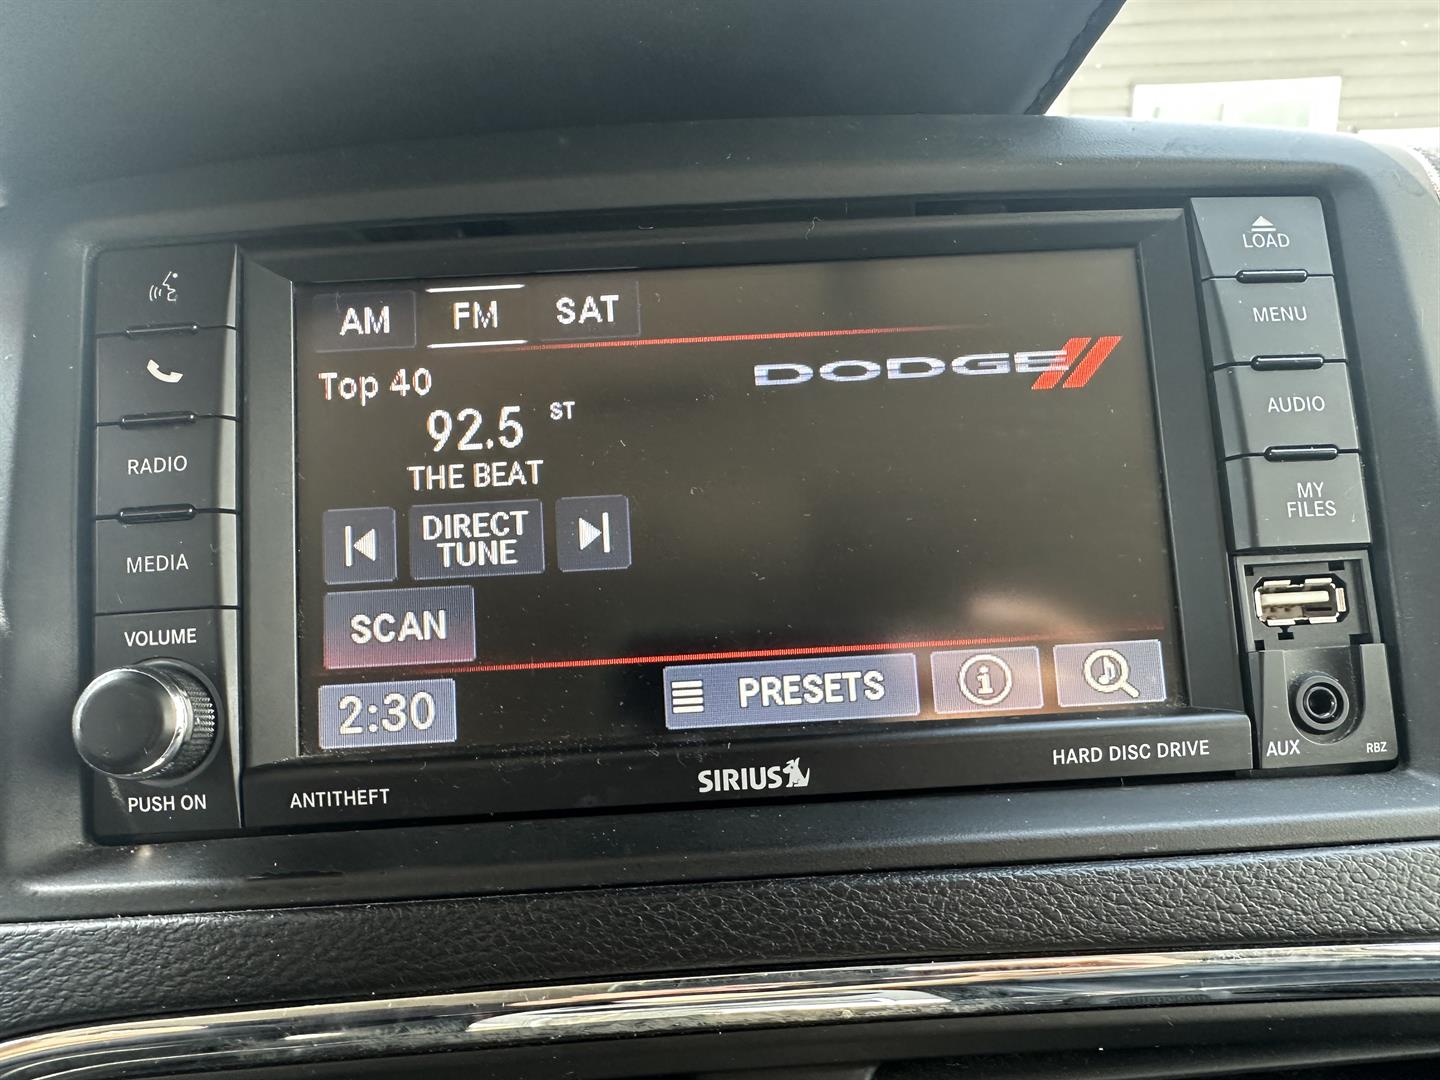 AM FM SAT
DODGE
Top 40
92.5 ST
THE BEAT
DIRECT
TUNE
SCAN
2:30
PRESETS
i
RADIO
MEDIA
VOLUME
PUSH ON
ANTITHEFT
SIRIUS
HARD DISC DRIVE
LOAD
MENU
AUDIO
MY
FILES
AUX
RBZ